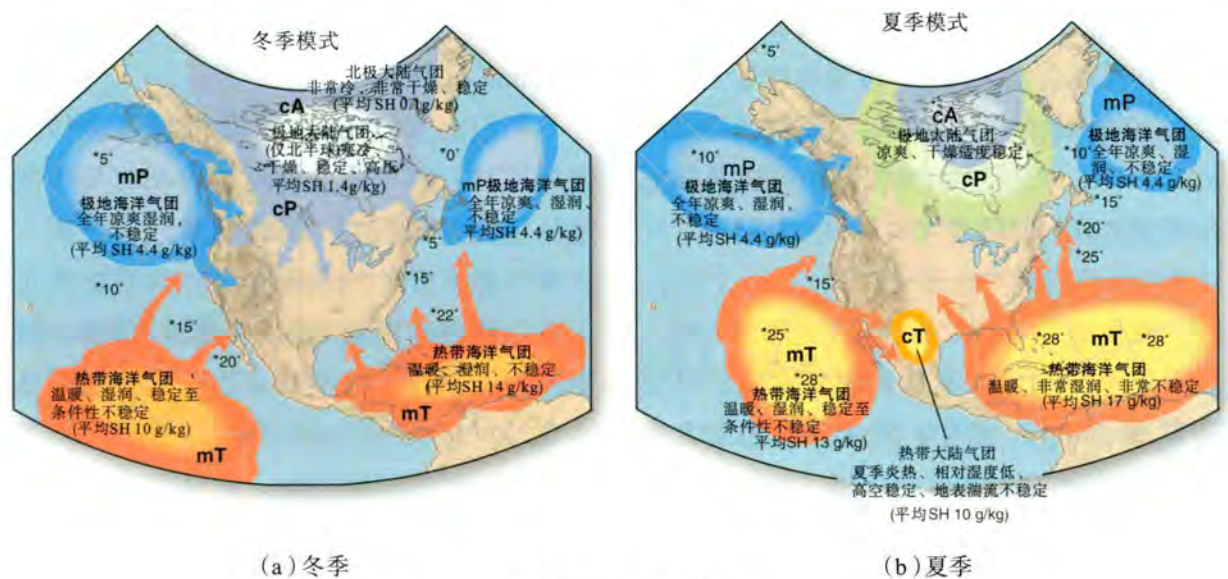 冬季模式
北极大陆气团
非常冷、非常干燥、稳定
(平均SH 0.1g/kg)
cA
极地大陆气团
(仅北半球)寒冷、
干燥、稳定、高压
平均SH 1.4g/kg)
cP
*5°
mP
极地海洋气团
全年凉爽湿润,
不稳定
(平均SH 4.4 g/kg)
*0°
mP极地海洋气团
全年凉爽、湿润、
不稳定
平均SH 4.4 g/kg)
*5°
*10°
*15°
*15°
*22°
*20°
热带海洋气团
温暖、湿润、稳定至
条件性不稳定
(平均SH 10 g/kg)
mT
热带海洋气团
温暖、湿润、不稳定
(平均SH 14 g/kg)
mT
(a)冬季
夏季模式
*5°
mP
极地海洋气团
*10°全年凉爽、湿
润、不稳定
(平均SH 4.4 g/kg)
cA
极地大陆气团
凉爽、干燥适度稳定
cP
*10°
mP
极地海洋气团
全年凉爽、湿润、
不稳定
(平均SH 4.4 g/kg)
*15°
*20°
*25°
*15°
*25°
mT
*28°
热带海洋气团
温暖、湿润、稳定至
条件性不稳定
平均SH 13 g/kg)
cT
mT
*28°
*28°
热带海洋气团
温暖、非常湿润、非常不稳定
(平均SH 17 g/kg)
热带大陆气团
夏季炎热、相对湿度低、
高空稳定、地表湍流不稳定
(平均SH 10 g/kg)
(b)夏季